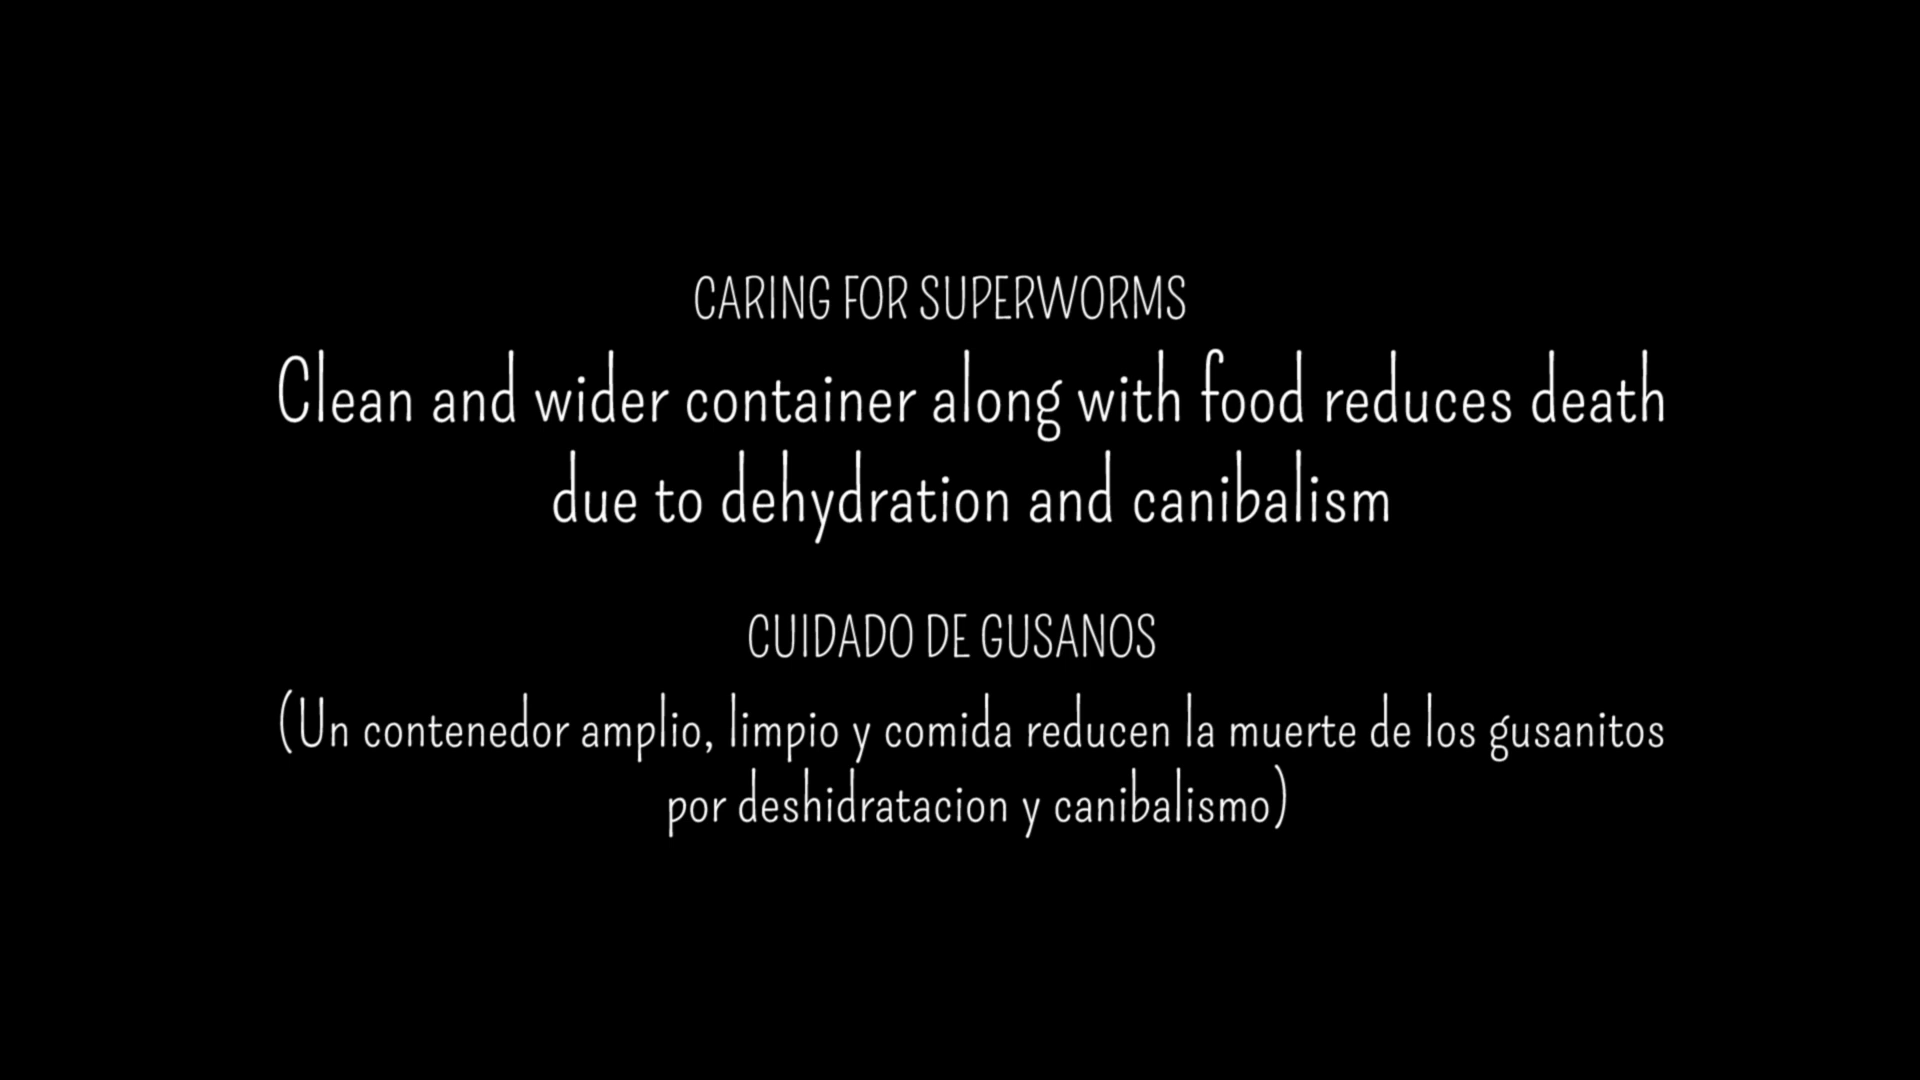 CARING FOR SUPERWORMS
Clean and wider container along with food reduces death
due to dehydration and canibalism
CUIDADO DE GUSANOS
(Un contenedor amplio, limpio y comida reducen la muerte de los gusanitos
por deshidratacion y canibalismo)